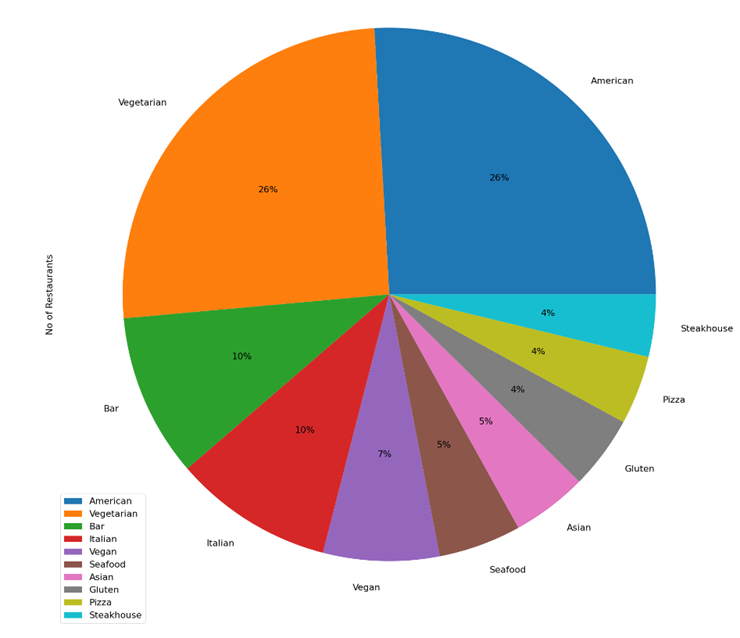 American
Vegetarian
26%
26%
No of Restaurants
4%
Steakhouse
4%
10%
4%
Pizza
Bar
5%
10%
5%
7%
Gluten
American
Vegetarian
Bar
Italian
Vegan
Seafood
Asian
Gluten
Pizza
Steakhouse
Asian
Italian
Seafood
Vegan